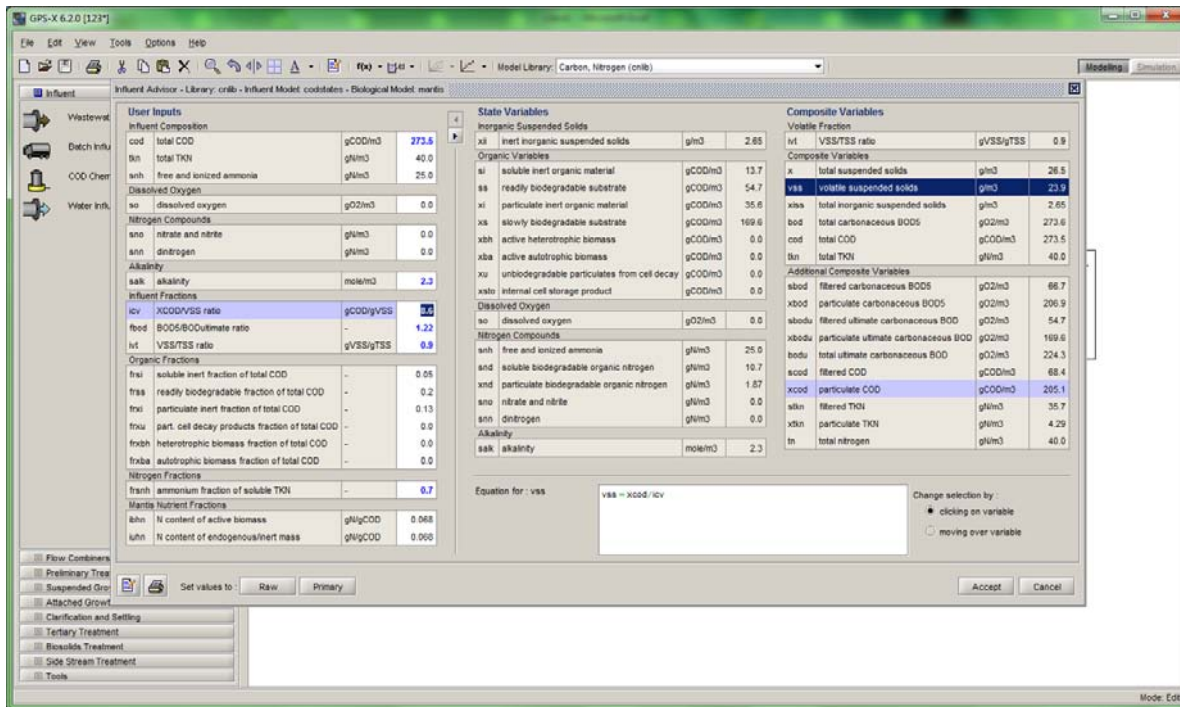 GPS-X 6.2.0 [123*]
File Edit View Tools Options Help
f(x) Model Library: Carbon, Nitrogen (cnlib) Modeling Simulation
Influent
Influent Advisor - Library: cnlib - Influent Model: codstates - Biological Model: mantis
Wastewat
Batch Influ
COD Chem
Water Influ
User Inputs
Influent Composition
cod total COD gCOD/m3 273.5
tkn total TKN gN/m3 40.0
snh free and ionized ammonia gN/m3 25.0
Dissolved Oxygen
so dissolved oxygen gO2/m3 0.0
Nitrogen Compounds
sno nitrate and nitrite gN/m3 0.0
snn dinitrogen gN/m3 0.0
Alkalinity
salk alkalinity mole/m3 2.3
Influent Fractions
icv XCOD/VSS ratio gCOD/gVSS 8.6
fbod BOD5/BODultimate ratio - 1.22
ivt VSS/TSS ratio gVSS/gTSS 0.9
Organic Fractions
frsi soluble inert fraction of total COD - 0.05
frss readily biodegradable fraction of total COD - 0.2
frxi particulate inert fraction of total COD - 0.13
frxu part. cell decay products fraction of total COD - 0.0
frxbh heterotrophic biomass fraction of total COD - 0.0
frxba autotrophic biomass fraction of total COD - 0.0
Nitrogen Fractions
frsnh ammonium fraction of soluble TKN - 0.7
Mantis Nutrient Fractions
ibhn N content of active biomass gN/gCOD 0.068
iuhn N content of endogenous/inert mass gN/gCOD 0.068
State Variables
Inorganic Suspended Solids
xii inert inorganic suspended solids g/m3 2.65
Organic Variables
si soluble inert organic material gCOD/m3 13.7
ss readily biodegradable substrate gCOD/m3 54.7
xi particulate inert organic material gCOD/m3 35.6
xs slowly biodegradable substrate gCOD/m3 169.6
xbh active heterotrophic biomass gCOD/m3 0.0
xba active autotrophic biomass gCOD/m3 0.0
xu unbiodegradable particulates from cell decay gCOD/m3 0.0
xsto internal cell storage product gCOD/m3 0.0
Dissolved Oxygen
so dissolved oxygen gO2/m3 0.0
Nitrogen Compounds
snh free and ionized ammonia gN/m3 25.0
snd soluble biodegradable organic nitrogen gN/m3 10.7
xnd particulate biodegradable organic nitrogen gN/m3 1.87
sno nitrate and nitrite gN/m3 0.0
snn dinitrogen gN/m3 0.0
Alkalinity
salk alkalinity mole/m3 2.3
Composite Variables
Volatile Fraction
ivt VSS/TSS ratio gVSS/gTSS 0.9
Composite Variables
x total suspended solids g/m3 26.5
vss volatile suspended solids g/m3 23.9
xiss total inorganic suspended solids g/m3 2.65
bod total carbonaceous BOD5 gO2/m3 273.6
cod total COD gCOD/m3 273.5
tkn total TKN gN/m3 40.0
Additional Composite Variables
sbod filtered carbonaceous BOD5 gO2/m3 66.7
xbod particulate carbonaceous BOD5 gO2/m3 206.9
sbodu filtered ultimate carbonaceous BOD gO2/m3 54.7
xbodu particulate ultimate carbonaceous BOD gO2/m3 169.6
bodu total ultimate carbonaceous BOD gO2/m3 224.3
scod filtered COD gCOD/m3 68.4
xcod particulate COD gCOD/m3 205.1
stkn filtered TKN gN/m3 35.7
xtkn particulate TKN gN/m3 4.29
tn total nitrogen gN/m3 40.0
Equation for : vss
vss = xcod/icv
Change selection by :
clicking on variable
moving over variable
Set values to : Raw Primary Accept Cancel
Flow Combiners
Preliminary Trea
Suspended Gro
Attached Growt
Clarification and Settling
Tertiary Treatment
Biosolids Treatment
Side Stream Treatment
Tools
Mode: Edit